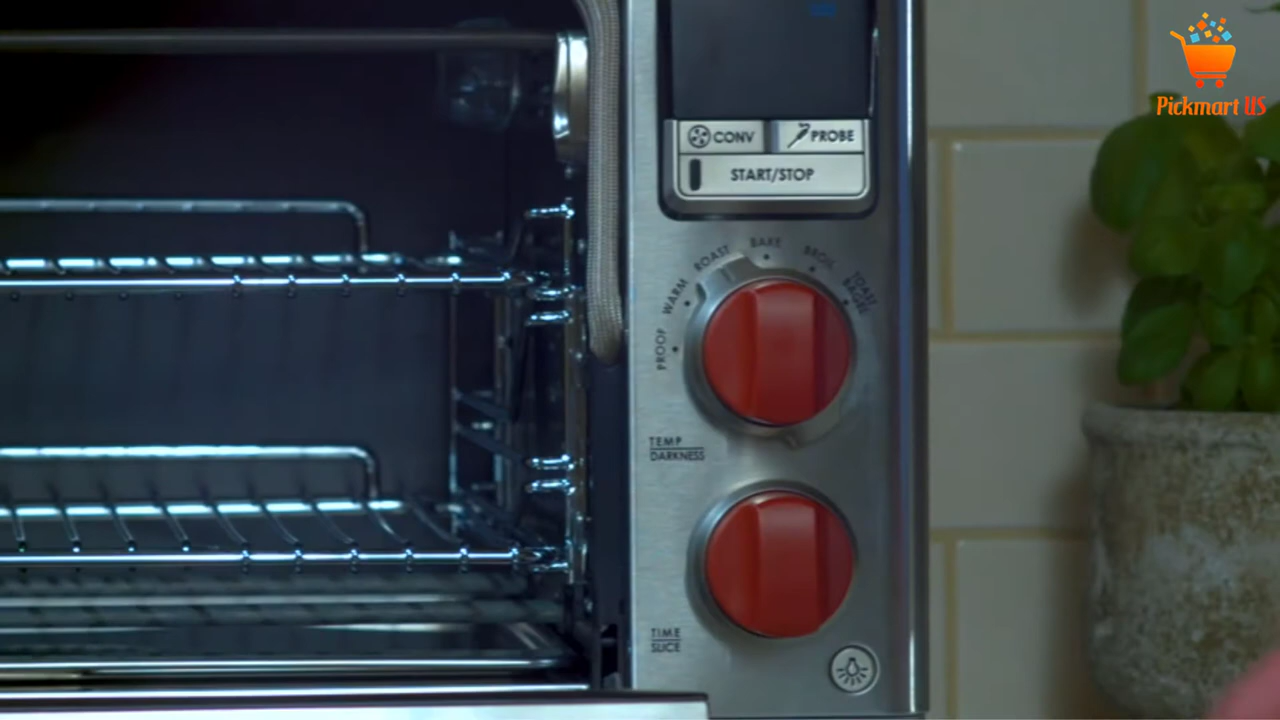 Pickmart US
CONV
PROBE
START/STOP
PROOF
WARM
ROAST
BAKE
BROIL
TOAST
BAGEL
TEMP
DARKNESS
TIME
SLICE